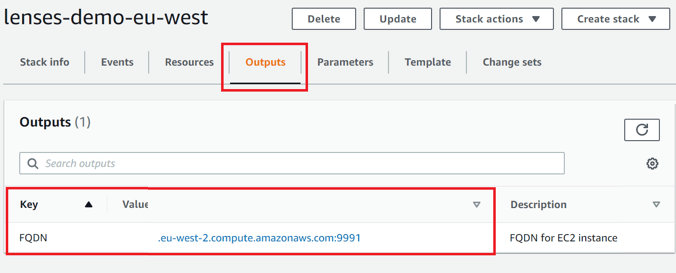 lenses-demo-eu-west
Delete
Update
Stack actions
Create stack
Stack info
Events
Resources
Outputs
Parameters
Template
Change sets
Outputs (1)
Search outputs
Key
Value
Description
FQDN
.eu-west-2.compute.amazonaws.com:9991
FQDN for EC2 instance